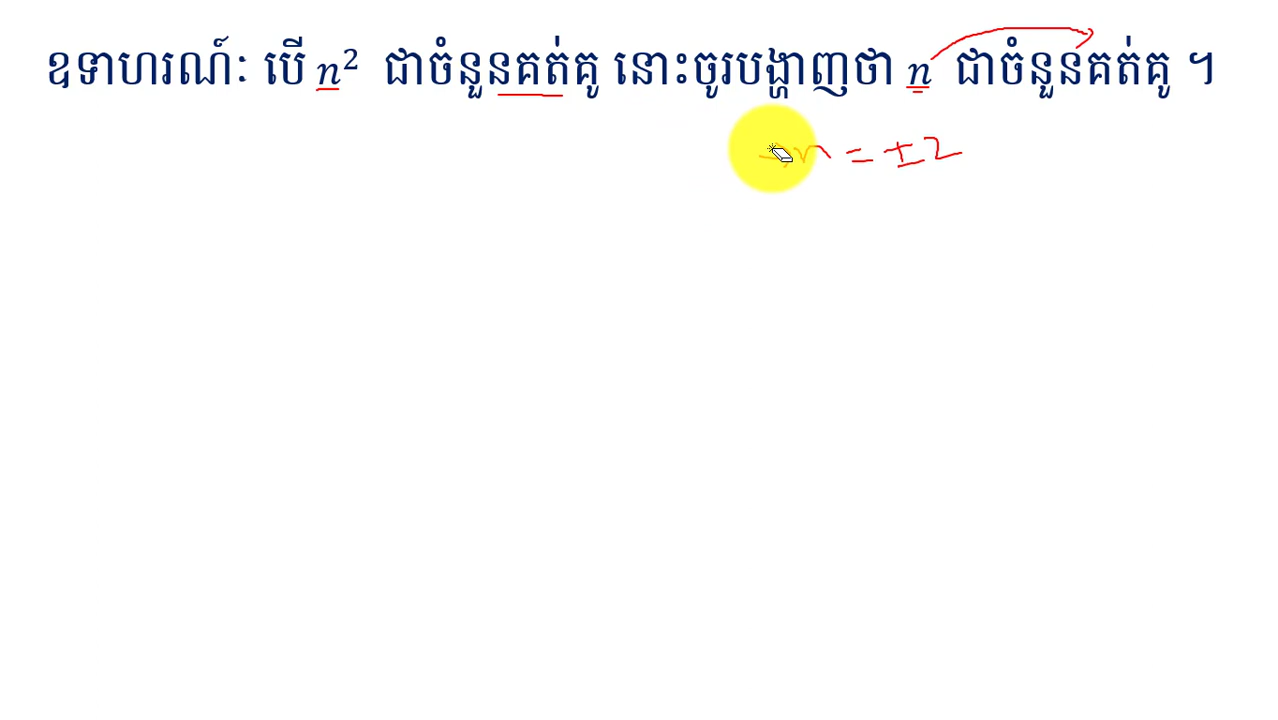 ឧទាហរណ៍ៈ បើ n² ជាចំនួនគត់គូ នោះចូរបង្ហាញថា n ជាចំនួនគត់គូ ។
n = ±2